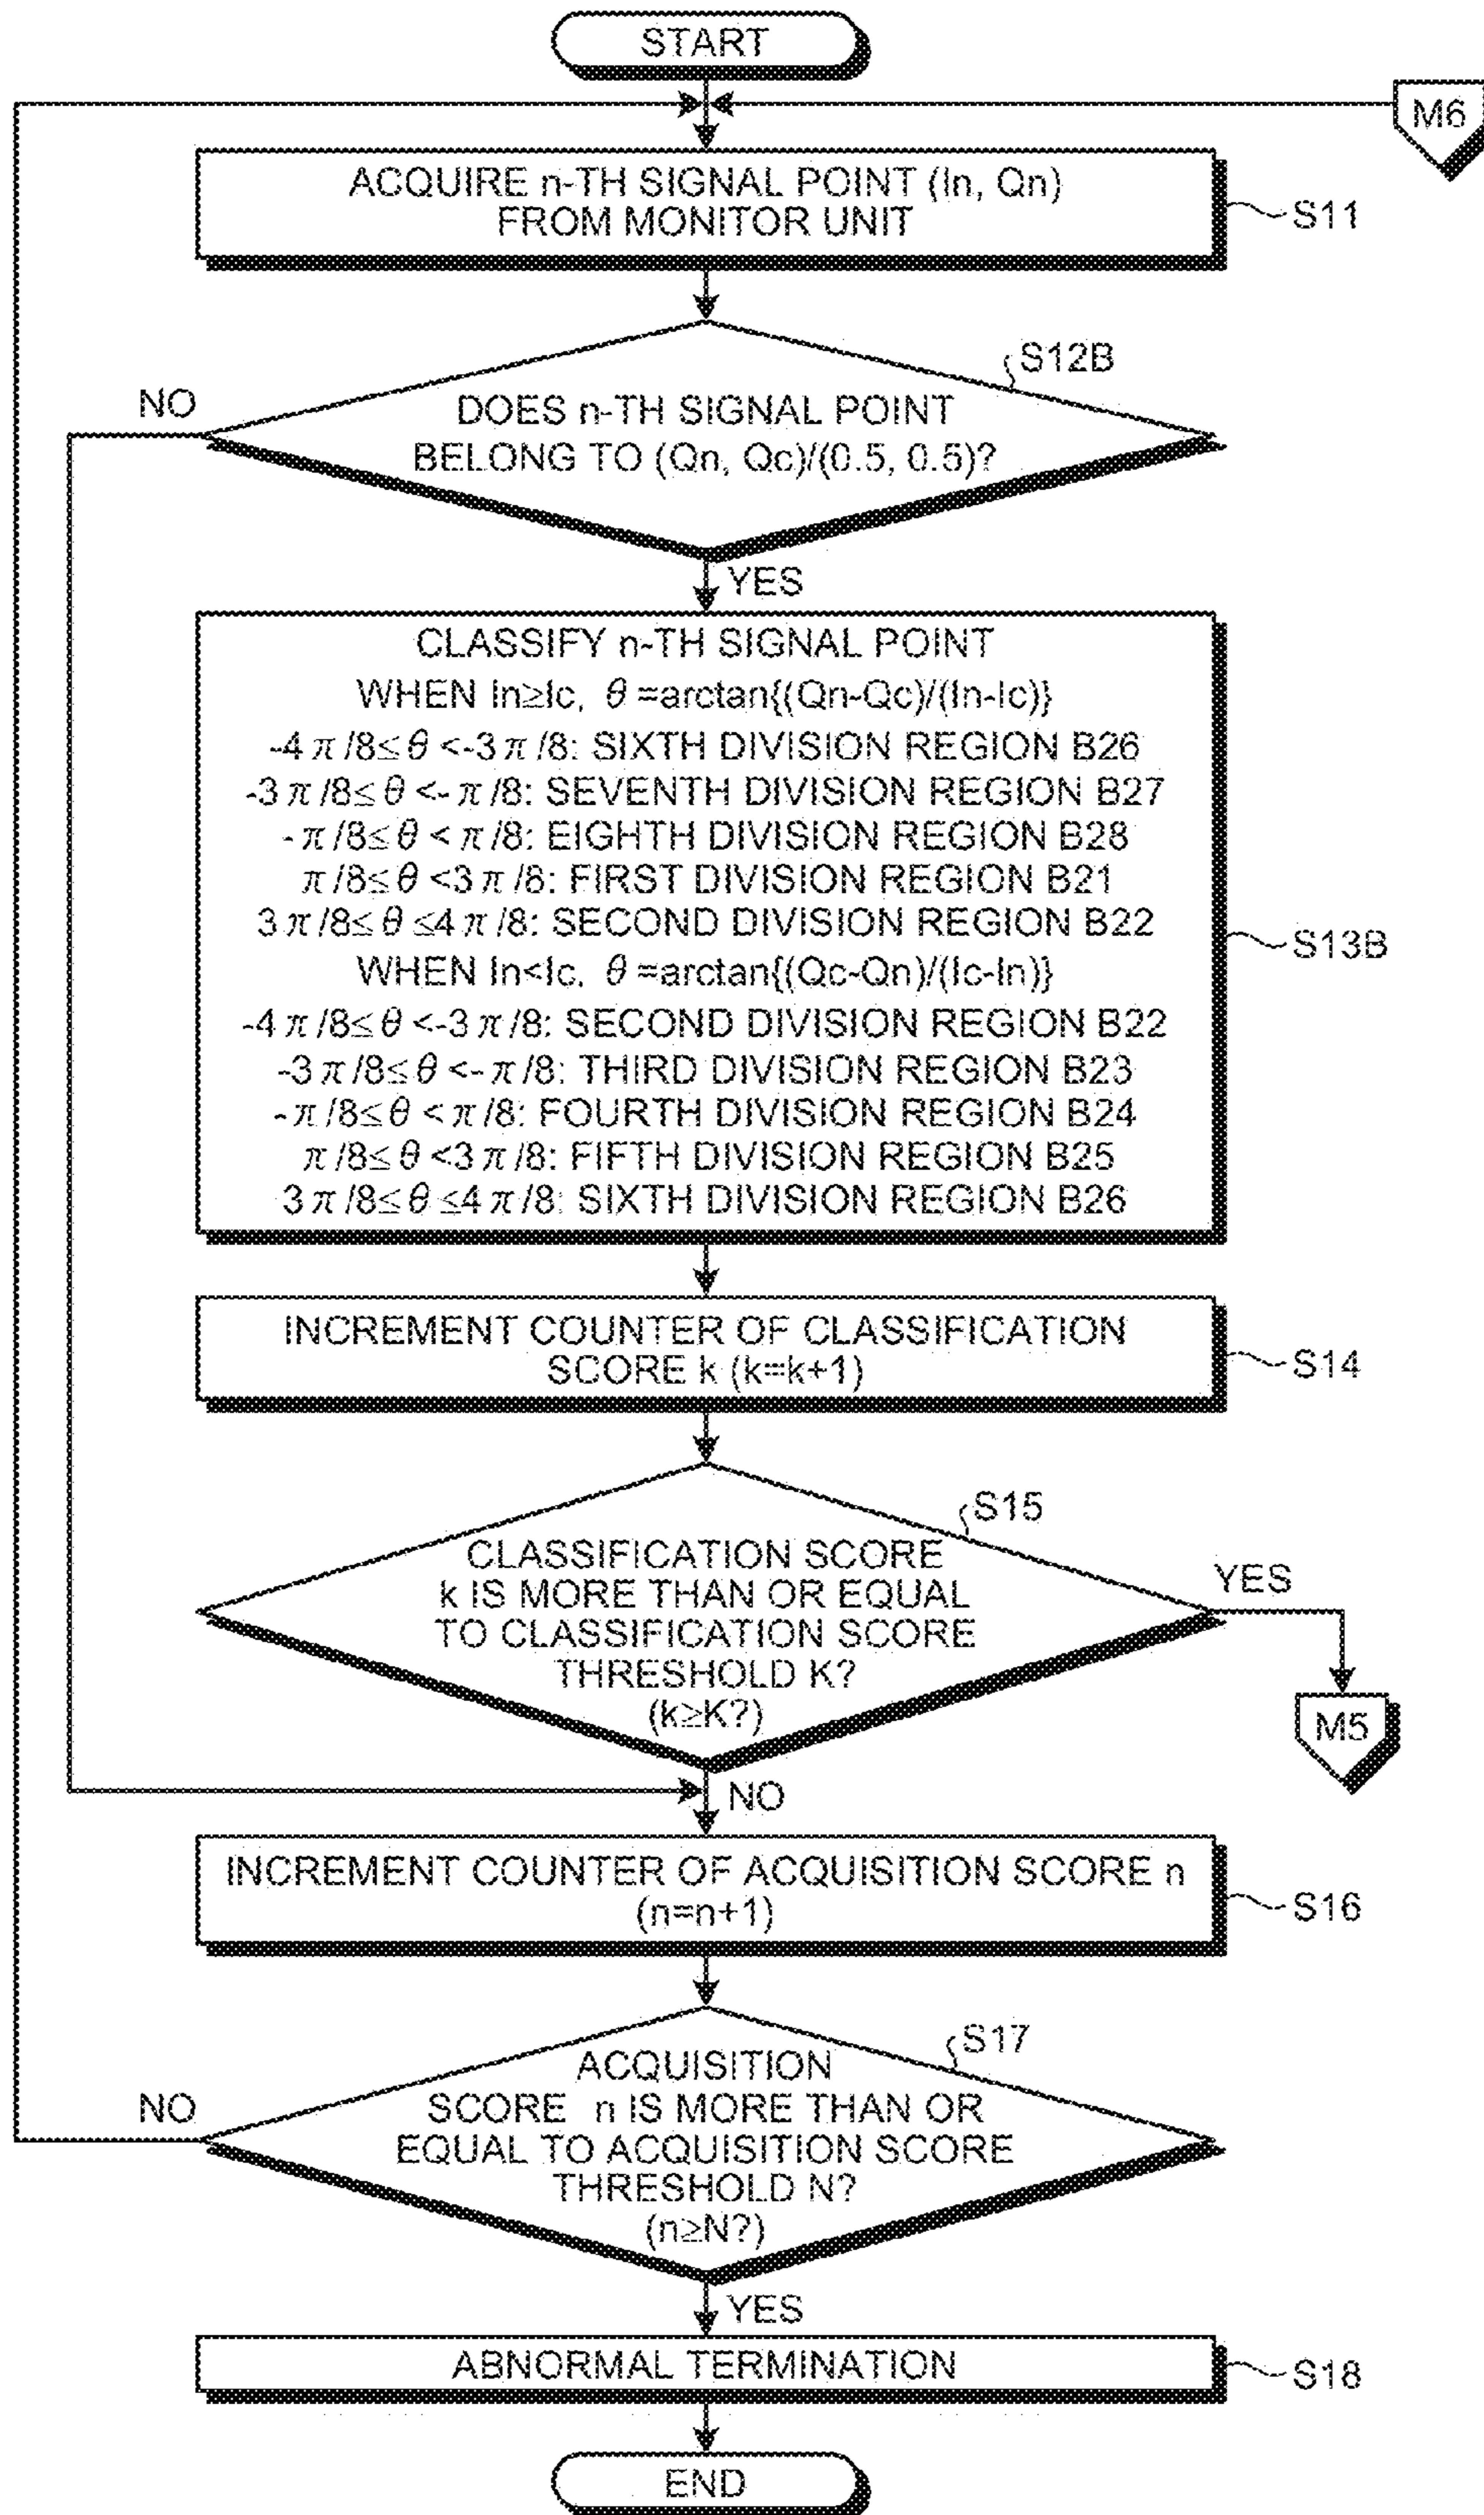 START
M6
ACQUIRE n-TH SIGNAL POINT (In, Qn)
FROM MONITOR UNIT
S11
S12B
NO
DOES n-TH SIGNAL POINT
BELONG TO (Qn, Qc)/(0.5, 0.5)?
YES
CLASSIFY n-TH SIGNAL POINT
WHEN In≥Ic, θ=arctan{(Qn-Qc)/(In-Ic)}
-4π/8≤θ<-3π/8: SIXTH DIVISION REGION B26
-3π/8≤θ<-π/8: SEVENTH DIVISION REGION B27
-π/8≤θ<π/8: EIGHTH DIVISION REGION B28
π/8≤θ<3π/8: FIRST DIVISION REGION B21
3π/8≤θ≤4π/8: SECOND DIVISION REGION B22
WHEN In<Ic, θ=arctan{(Qc-Qn)/(Ic-In)}
-4π/8≤θ<-3π/8: SECOND DIVISION REGION B22
-3π/8≤θ<-π/8: THIRD DIVISION REGION B23
-π/8≤θ<π/8: FOURTH DIVISION REGION B24
π/8≤θ<3π/8: FIFTH DIVISION REGION B25
3π/8≤θ≤4π/8: SIXTH DIVISION REGION B26
S13B
INCREMENT COUNTER OF CLASSIFICATION
SCORE k (k=k+1)
S14
S15
CLASSIFICATION SCORE
k IS MORE THAN OR EQUAL
TO CLASSIFICATION SCORE
THRESHOLD K?
(k≥K?)
YES
M5
NO
INCREMENT COUNTER OF ACQUISITION SCORE n
(n=n+1)
S16
S17
NO
ACQUISITION
SCORE n IS MORE THAN OR
EQUAL TO ACQUISITION SCORE
THRESHOLD N?
(n≥N?)
YES
ABNORMAL TERMINATION
S18
END